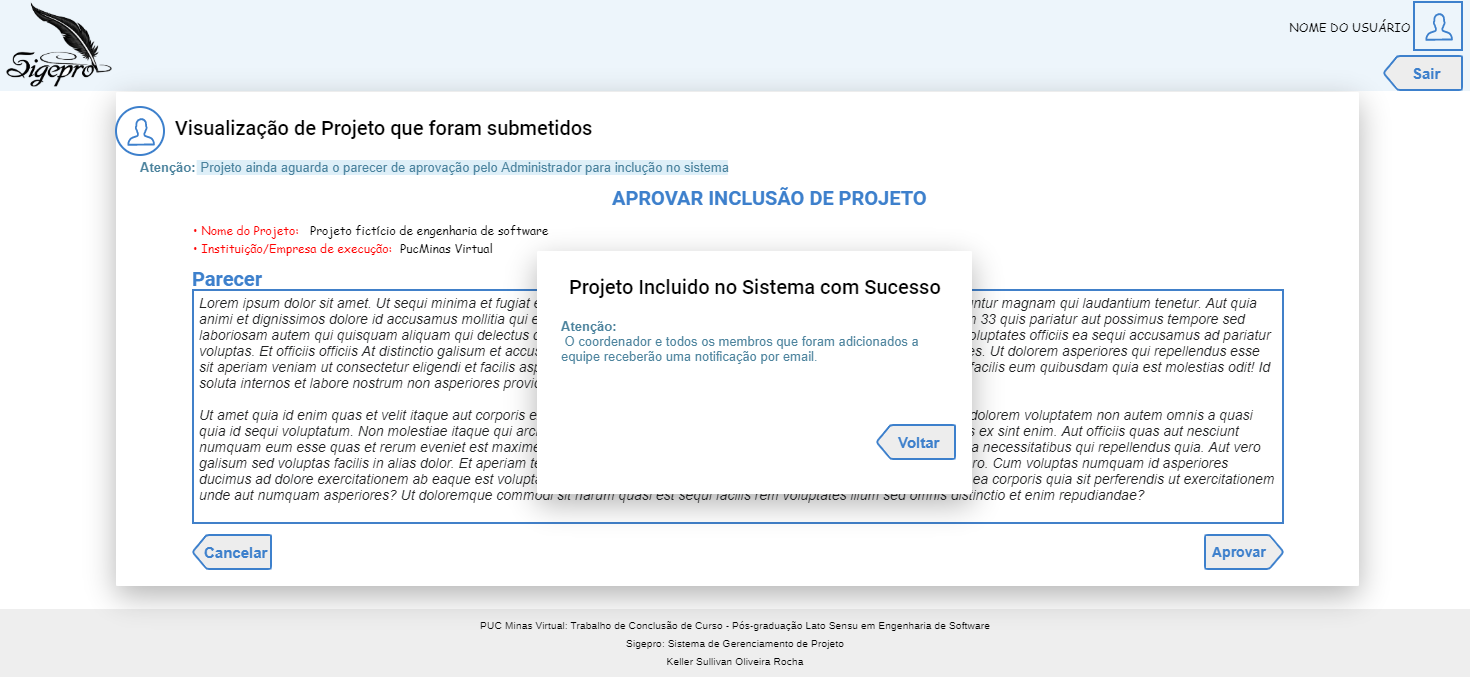 Sigepro
NOME DO USUÁRIO
Sair
Visualização de Projeto que foram submetidos
Atenção: Projeto ainda aguarda o parecer de aprovação pelo Administrador para inclução no sistema
APROVAR INCLUSÃO DE PROJETO
• Nome do Projeto: Projeto fictício de engenharia de software
• Instituição/Empresa de execução: PucMinas Virtual
Parecer
Lorem ipsum dolor sit amet. Ut sequi minima et fugiat ntur magnam qui laudantium tenetur. Aut quia
animi et dignissimos dolore id accusamus mollitia qui 33 quis pariatur aut possimus tempore sed
laboriosam autem qui quisquam aliquam qui delectus oluptates officiis ea sequi accusamus ad pariatur
voluptas. Et officiis officiis At distinctio galisum et accus es. Ut dolorem asperiores qui repellendus esse
sit aperiam veniam ut consectetur eligendi et facilis asp facilis eum quibusdam quia est molestias odit! Id
soluta internos et labore nostrum non asperiores provid
Ut amet quia id enim quas et velit itaque aut corporis dolorem voluptatem non autem omnis a quasi
quia id sequi voluptatum. Non molestiae itaque qui arc s ex sint enim. Aut officiis quas aut nesciunt
numquam eum esse quas et rerum eveniet est maxime a necessitatibus qui repellendus quia. Aut vero
galisum sed voluptas facilis in alias dolor. Et aperiam ro. Cum voluptas numquam id asperiores
ducimus ad dolore exercitationem ab eaque est volupt ea corporis quia sit perferendis ut exercitationem
unde aut numquam asperiores? Ut doloremque commodi sit harum quasi est sequi facilis rem voluptates illum sed omnis distinctio et enim repudiandae?
Projeto Incluido no Sistema com Sucesso
Atenção:
O coordenador e todos os membros que foram adicionados a
equipe receberão uma notificação por email.
Voltar
Cancelar
Aprovar
PUC Minas Virtual: Trabalho de Conclusão de Curso - Pós-graduação Lato Sensu em Engenharia de Software
Sigepro: Sistema de Gerenciamento de Projeto
Keller Sullivan Oliveira Rocha